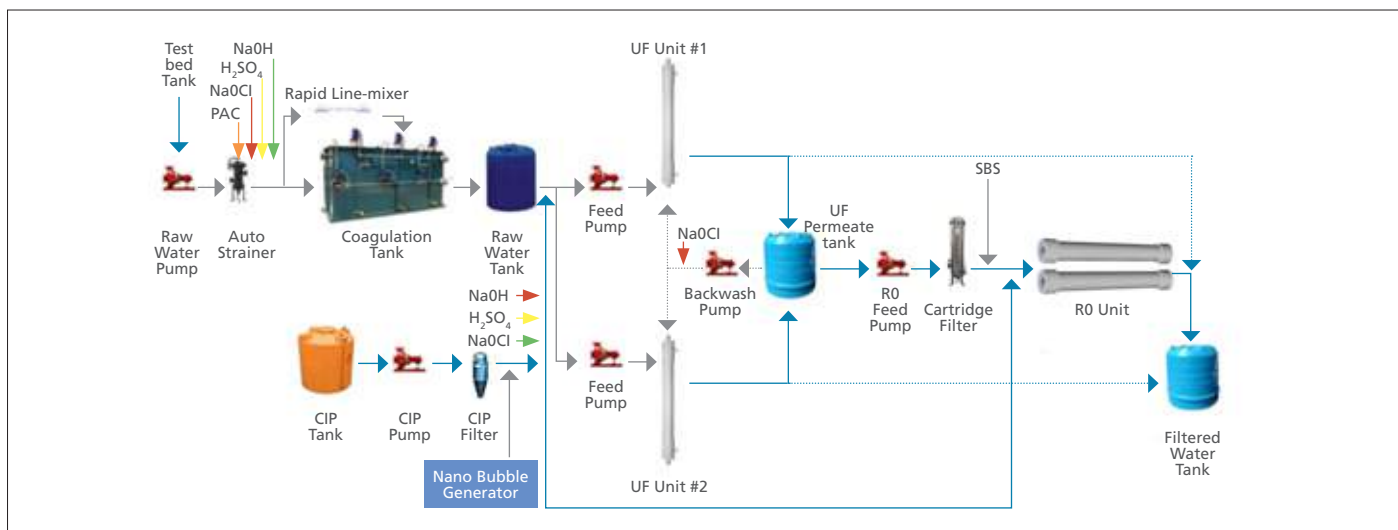 Test
bed
Tank
Na0H
H₂SO₄
Na0Cl
PAC
Rapid Line-mixer
UF Unit #1
Raw
Water
Pump
Auto
Strainer
Coagulation
Tank
Raw
Water
Tank
Feed
Pump
Na0Cl
Backwash
Pump
UF
Permeate
tank
R0
Feed
Pump
Cartridge
Filter
SBS
R0 Unit
Na0H
H₂SO₄
Na0Cl
CIP
Tank
CIP
Pump
CIP
Filter
Nano Bubble
Generator
Feed
Pump
UF Unit #2
Filtered
Water
Tank